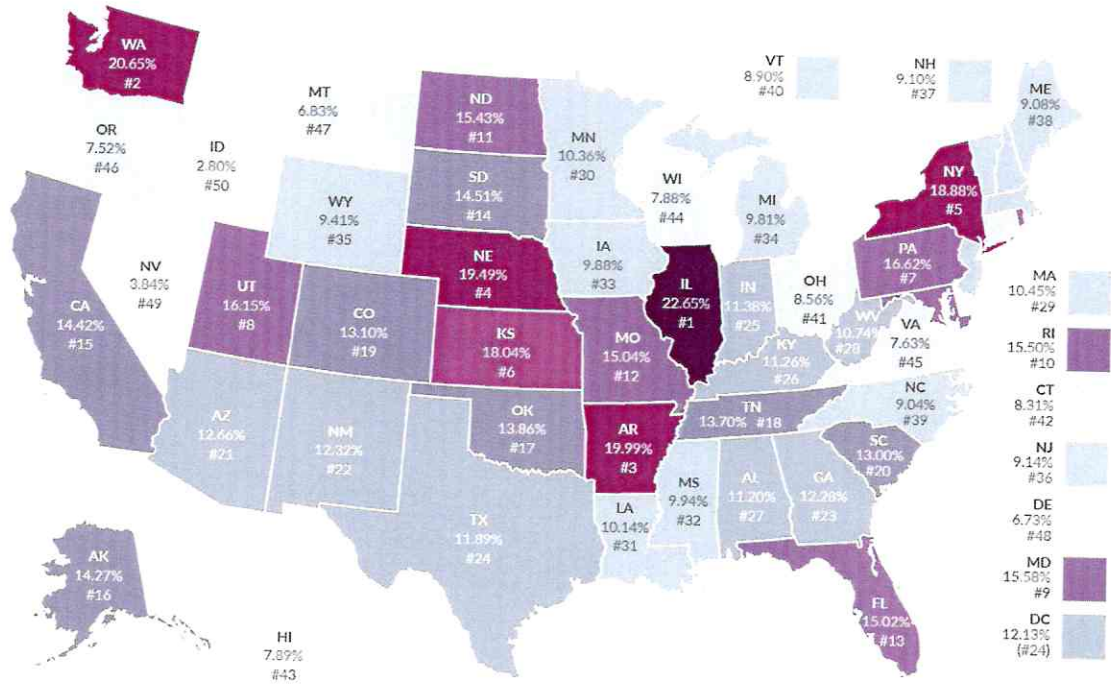 WA
20.65%
#2
MT
6.83%
#47
ND
15.43%
#11
VT
8.90%
#40
NH
9.10%
#37
ME
9.08%
#38
OR
7.52%
#46
ID
2.80%
#50
MN
10.36%
#30
WI
7.88%
#44
NY
18.88%
#5
SD
14.51%
#14
WY
9.41%
#35
MI
9.81%
#34
PA
16.62%
#7
NE
19.49%
#4
IA
9.88%
#33
NV
3.84%
#49
UT
16.15%
#8
CA
14.42%
#15
CO
13.10%
#19
IL
22.65%
#1
IN
11.38%
#25
OH
8.56%
#41
WV
10.74%
#28
VA
7.63%
#45
MA
10.45%
#29
KS
18.04%
#6
MO
15.04%
#12
KY
11.26%
#26
RI
15.50%
#10
NC
9.04%
#39
CT
8.31%
#42
AZ
12.66%
#21
NM
12.32%
#22
OK
13.86%
#17
AR
19.99%
#3
TN
13.70% #18
SC
13.00%
#20
NJ
9.14%
#36
MS
9.94%
#32
AL
11.20%
#27
GA
12.28%
#23
LA
10.14%
#31
TX
11.89%
#24
DE
6.73%
#48
AK
14.27%
#16
MD
15.58%
#9
FL
15.02%
#13
DC
12.13%
(#24)
HI
7.89%
#43